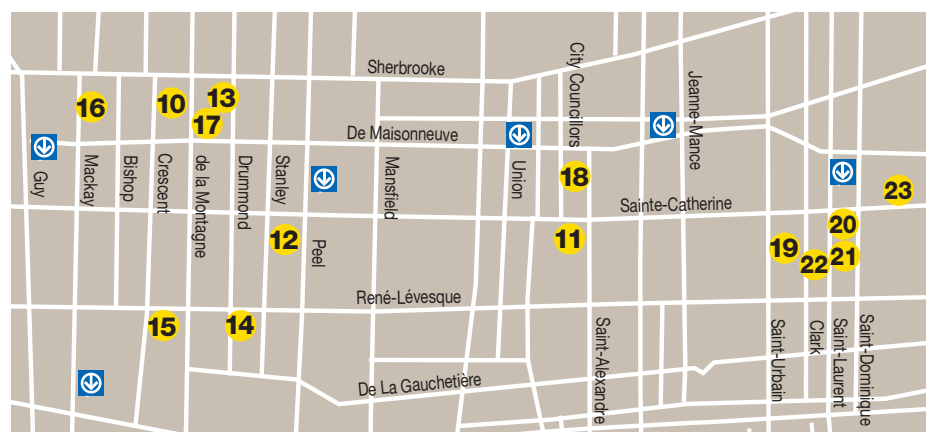 Sherbrooke
City Councillors
Jeanne-Mance
16
10
13
17
De Maisonneuve
Guy
Mackay
Bishop
Crescent
de la Montagne
Drummond
Stanley
Peel
Mansfield
Union
18
Sainte-Catherine
23
12
11
19
20
22
21
René-Lévesque
15
14
Saint-Alexandre
Saint-Urbain
Clark
Saint-Laurent
Saint-Dominique
De La Gauchetière